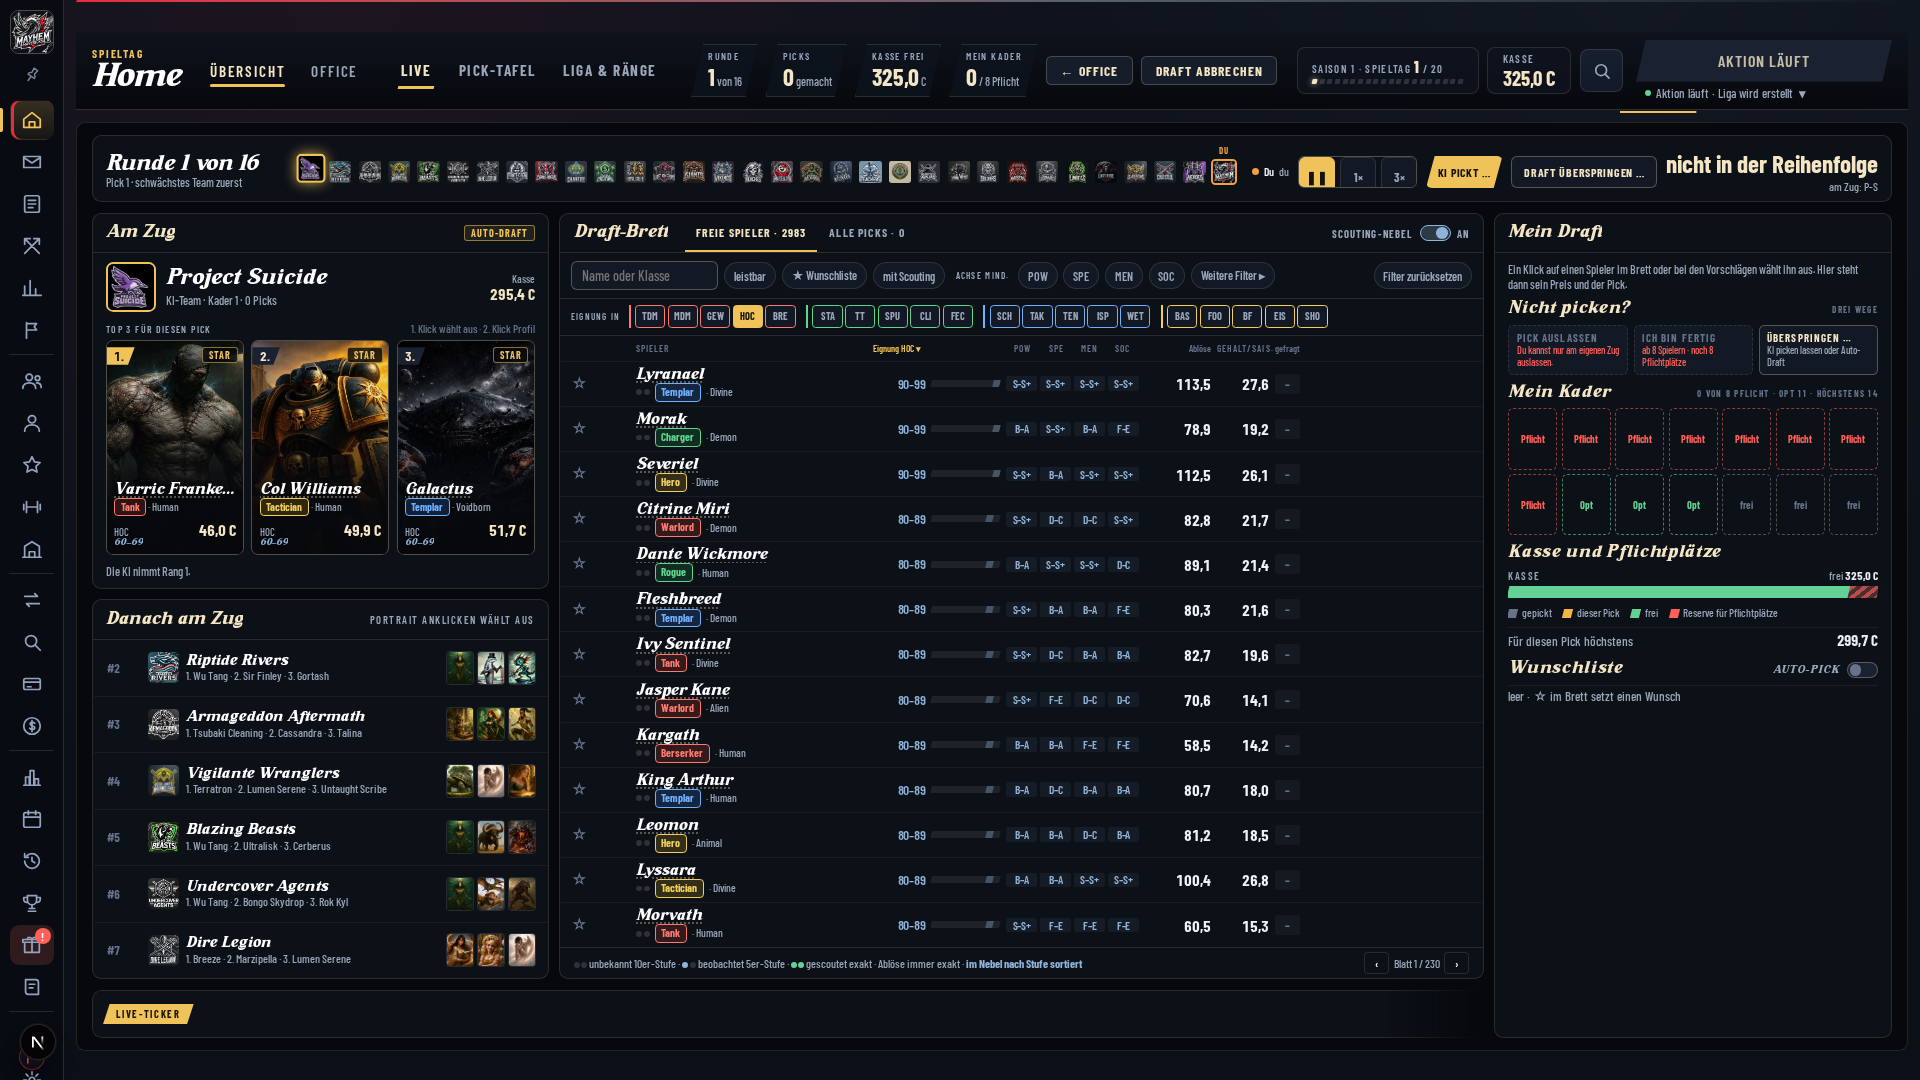 SPIELTAG
Home
ÜBERSICHT
OFFICE
LIVE
PICK-TAFEL
LIGA & RÄNGE
RUNDE
1 von 16
PICKS
0 gemacht
KASSE FREI
325,0 C
MEIN KADER
0 / 8 Pflicht
← OFFICE
DRAFT ABBRECHEN
SAISON 1 · SPIELTAG 1 / 20
KASSE
325,0 C
AKTION LÄUFT
Aktion läuft · Liga wird erstellt ▼
Runde 1 von 16
Pick 1 · schwächstes Team zuerst
DU
Du du
1×
3×
KI PICKT ...
DRAFT ÜBERSPRINGEN ...
nicht in der Reihenfolge
am Zug: P-S
Am Zug
AUTO-DRAFT
Project Suicide
KI-Team · Kader 1 · 0 Picks
Kasse
295,4 C
TOP 3 FÜR DIESEN PICK
1. Klick wählt aus · 2. Klick Profil
1.
STAR
Varric Franke...
Tank · Human
HOC
60–69
46,0 C
2.
STAR
Col Williams
Tactician · Human
HOC
60–69
49,9 C
3.
STAR
Galactus
Templar · Voidborn
HOC
60–69
51,7 C
Die KI nimmt Rang 1.
Danach am Zug
PORTRAIT ANKLICKEN WÄHLT AUS
#2
Riptide Rivers
1. Wu Tang · 2. Sir Finley · 3. Gortash
#3
Armageddon Aftermath
1. Tsubaki Cleaning · 2. Cassandra · 3. Talina
#4
Vigilante Wranglers
1. Terratron · 2. Lumen Serene · 3. Untaught Scribe
#5
Blazing Beasts
1. Wu Tang · 2. Ultralisk · 3. Cerberus
#6
Undercover Agents
1. Wu Tang · 2. Bongo Skydrop · 3. Rok Kyl
#7
Dire Legion
1. Breeze · 2. Marzipella · 3. Lumen Serene
LIVE-TICKER
Draft-Brett
FREIE SPIELER · 2983
ALLE PICKS · 0
SCOUTING-NEBEL
AN
Name oder Klasse
leistbar
★ Wunschliste
mit Scouting
ACHSE MIND.
POW
SPE
MEN
SOC
Weitere Filter ▸
Filter zurücksetzen
EIGNUNG IN
TDM
MDM
GEW
HOC
BRE
STA
TT
SPU
CLI
FEC
SCH
TAK
TEN
ISP
WET
BAS
FOO
BF
EIS
SHO
SPIELER
Eignung HOC ▾
POW
SPE
MEN
SOC
Ablöse
GEHALT/SAIS.
gefragt
☆ Lyranael Templar · Divine 90–99 S-S+ S-S+ S-S+ S-S+ 113,5 27,6 –
☆ Morak Charger · Demon 90–99 B-A S-S+ B-A F-E 78,9 19,2 –
☆ Severiel Hero · Divine 90–99 S-S+ B-A S-S+ S-S+ 112,5 26,1 –
☆ Citrine Miri Warlord · Demon 80–89 S-S+ D-C D-C S-S+ 82,8 21,7 –
☆ Dante Wickmore Rogue · Human 80–89 B-A S-S+ S-S+ D-C 89,1 21,4 –
☆ Fleshbreed Templar · Demon 80–89 S-S+ B-A B-A F-E 80,3 21,6 –
☆ Ivy Sentinel Tank · Divine 80–89 S-S+ D-C B-A B-A 82,7 19,6 –
☆ Jasper Kane Warlord · Alien 80–89 S-S+ F-E D-C D-C 70,6 14,1 –
☆ Kargath Berserker · Human 80–89 B-A B-A F-E F-E 58,5 14,2 –
☆ King Arthur Templar · Human 80–89 B-A D-C B-A B-A 80,7 18,0 –
☆ Leomon Hero · Animal 80–89 B-A B-A D-C B-A 81,2 18,5 –
☆ Lyssara Tactician · Divine 80–89 B-A B-A S-S+ S-S+ 100,4 26,8 –
☆ Morvath Tank · Human 80–89 S-S+ F-E F-E F-E 60,5 15,3 –
unbekannt 10er-Stufe · beobachtet 5er-Stufe · gescoutet exakt · Ablöse immer exakt · im Nebel nach Stufe sortiert
‹ Blatt 1 / 230 ›
Mein Draft
Ein Klick auf einen Spieler im Brett oder bei den Vorschlägen wählt ihn aus. Hier steht
dann sein Preis und der Pick.
Nicht picken?
DREI WEGE
PICK AUSLASSEN
Du kannst nur am eigenen Zug
auslassen.
ICH BIN FERTIG
ab 8 Spielern · noch 8
Pflichtplätze
ÜBERSPRINGEN ...
KI picken lassen oder Auto-
Draft
Mein Kader
0 VON 8 PFLICHT · OPT 11 · HÖCHSTENS 14
Pflicht Pflicht Pflicht Pflicht Pflicht Pflicht Pflicht
Pflicht Opt Opt Opt frei frei frei
Kasse und Pflichtplätze
KASSE
frei 325,0 C
gepickt
dieser Pick
frei
Reserve für Pflichtplätze
Für diesen Pick höchstens
299,7 C
Wunschliste
AUTO-PICK
leer · ☆ im Brett setzt einen Wunsch